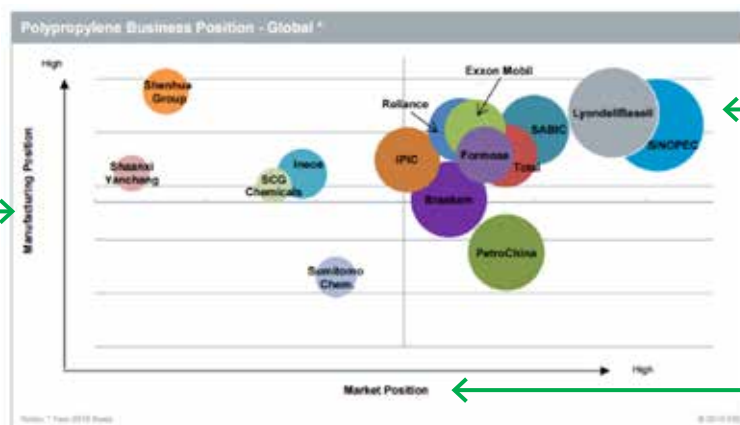 Polypropylene Business Position - Global *
High
Exxon Mobil
Shenhua
Group
Reliance
LyondellBasell
SABIC
SINOPEC
IPIC
Formosa
Total
Shaanxi
Yanchang
Ineos
SCG
Chemicals
Braskem
Manufacturing Position
PetroChina
Sumitomo
Chem.
High
Market Position